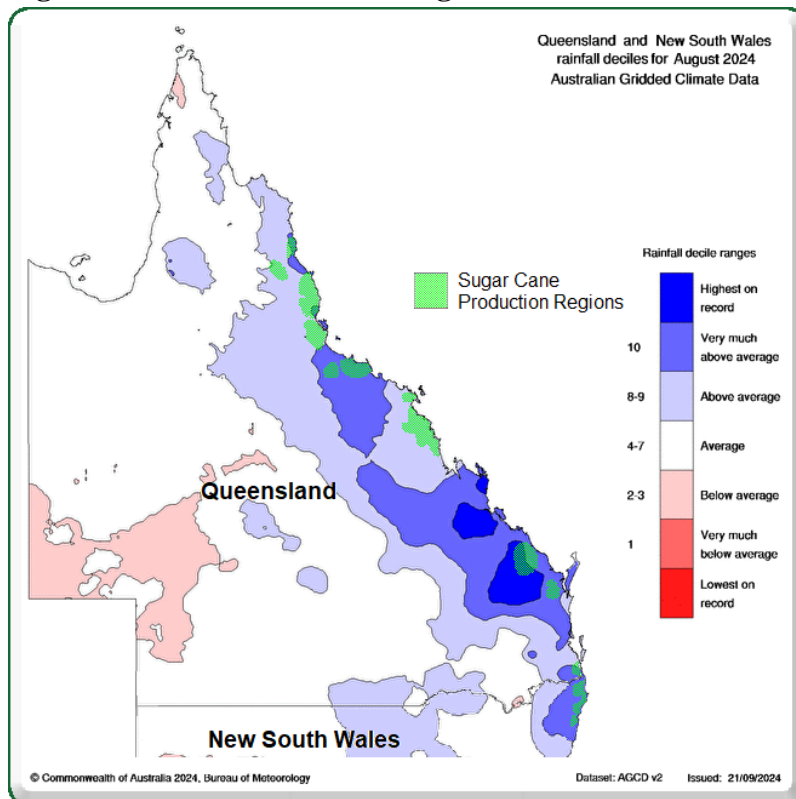 Queensland and New South Wales
rainfall deciles for August 2024
Australian Gridded Climate Data
Rainfall decile ranges
Sugar Cane
Production Regions
Highest on
record
10
Very much
above average
8-9
Above average
4-7
Average
2-3
Below average
1
Very much
below average
Lowest on
record
Queensland
New South Wales
© Commonwealth of Australia 2024, Bureau of Meteorology
Dataset: AGCD v2
Issued: 21/09/2024